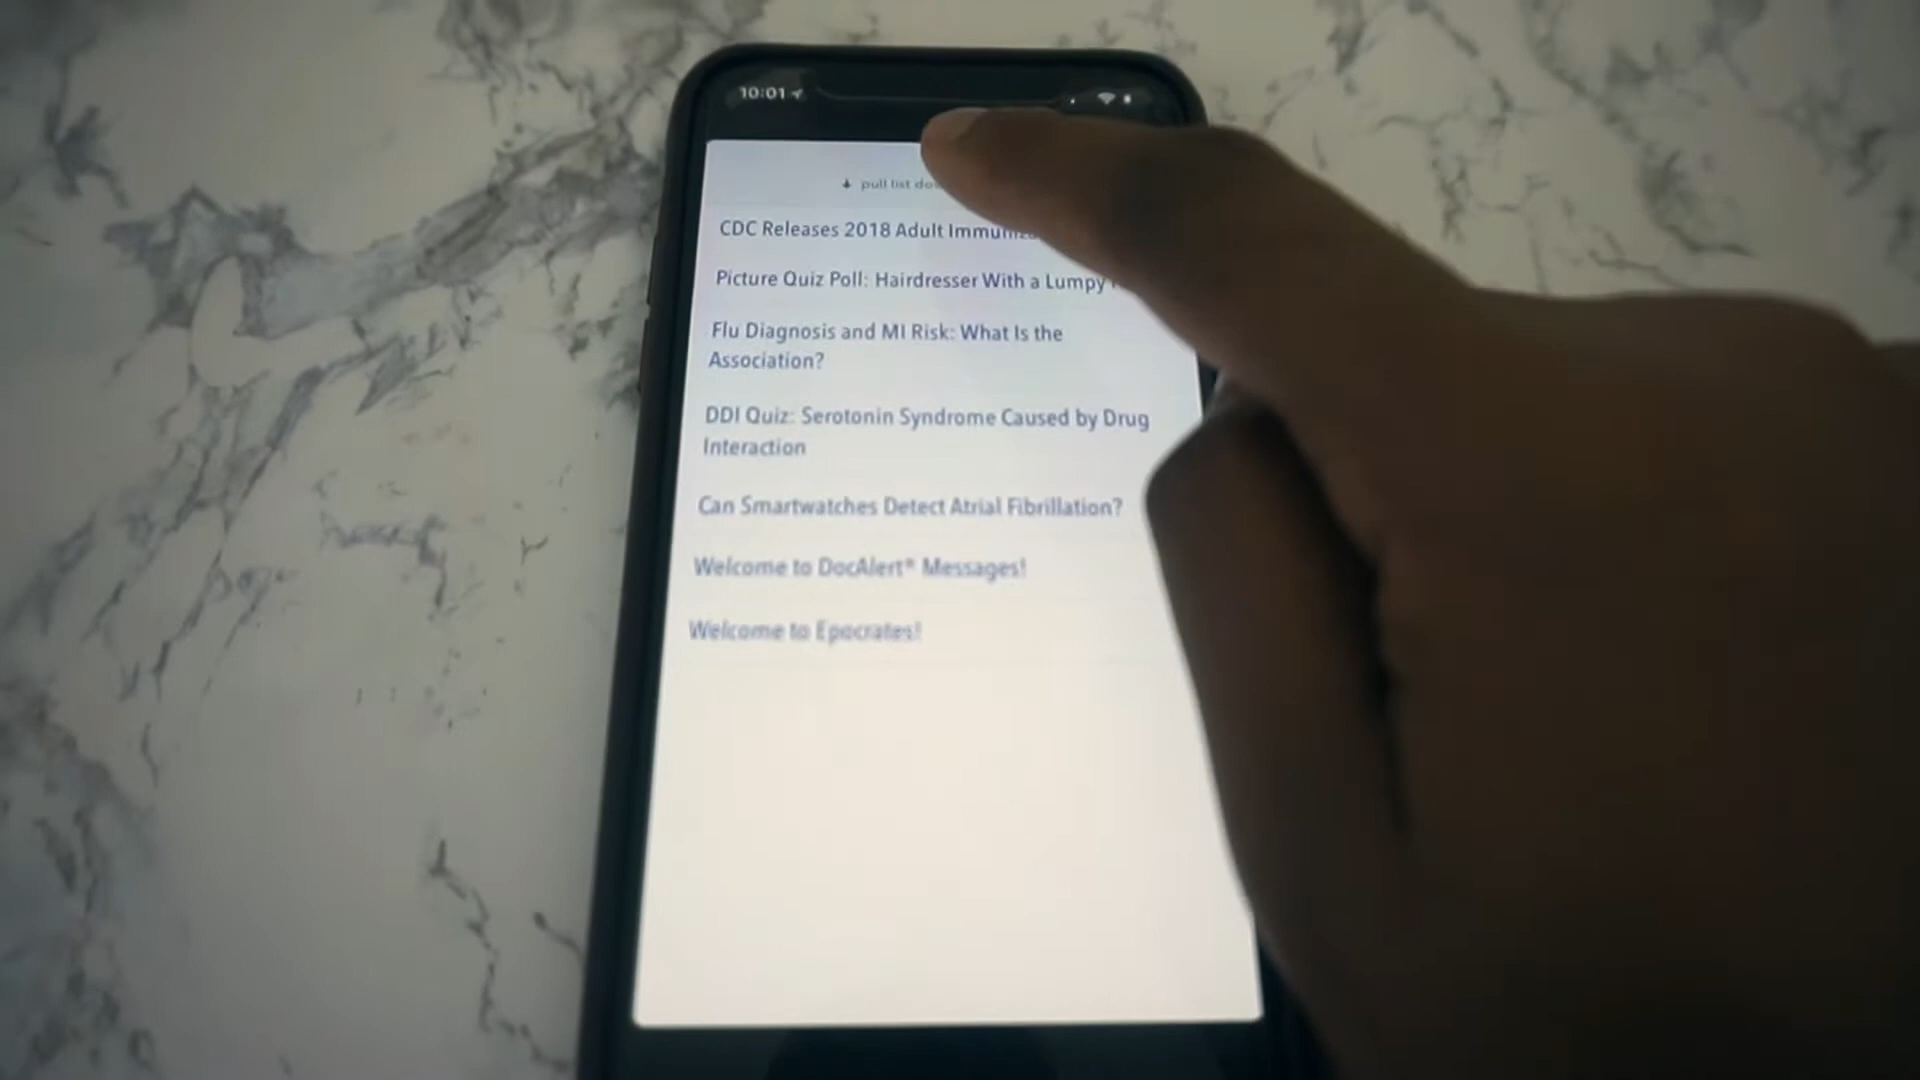 10:01
pull list
CDC Releases 2018 Adult
Picture Quiz Poll: Hairdresser With a Lumpy
Flu Diagnosis and MI Risk: What Is the
Association?
DDI Quiz: Serotonin Syndrome Caused by Drug
Interaction
Can Smartwatches Detect Atrial Fibrillation?
Welcome to DocAlert® Messages!
Welcome to Epocrates!